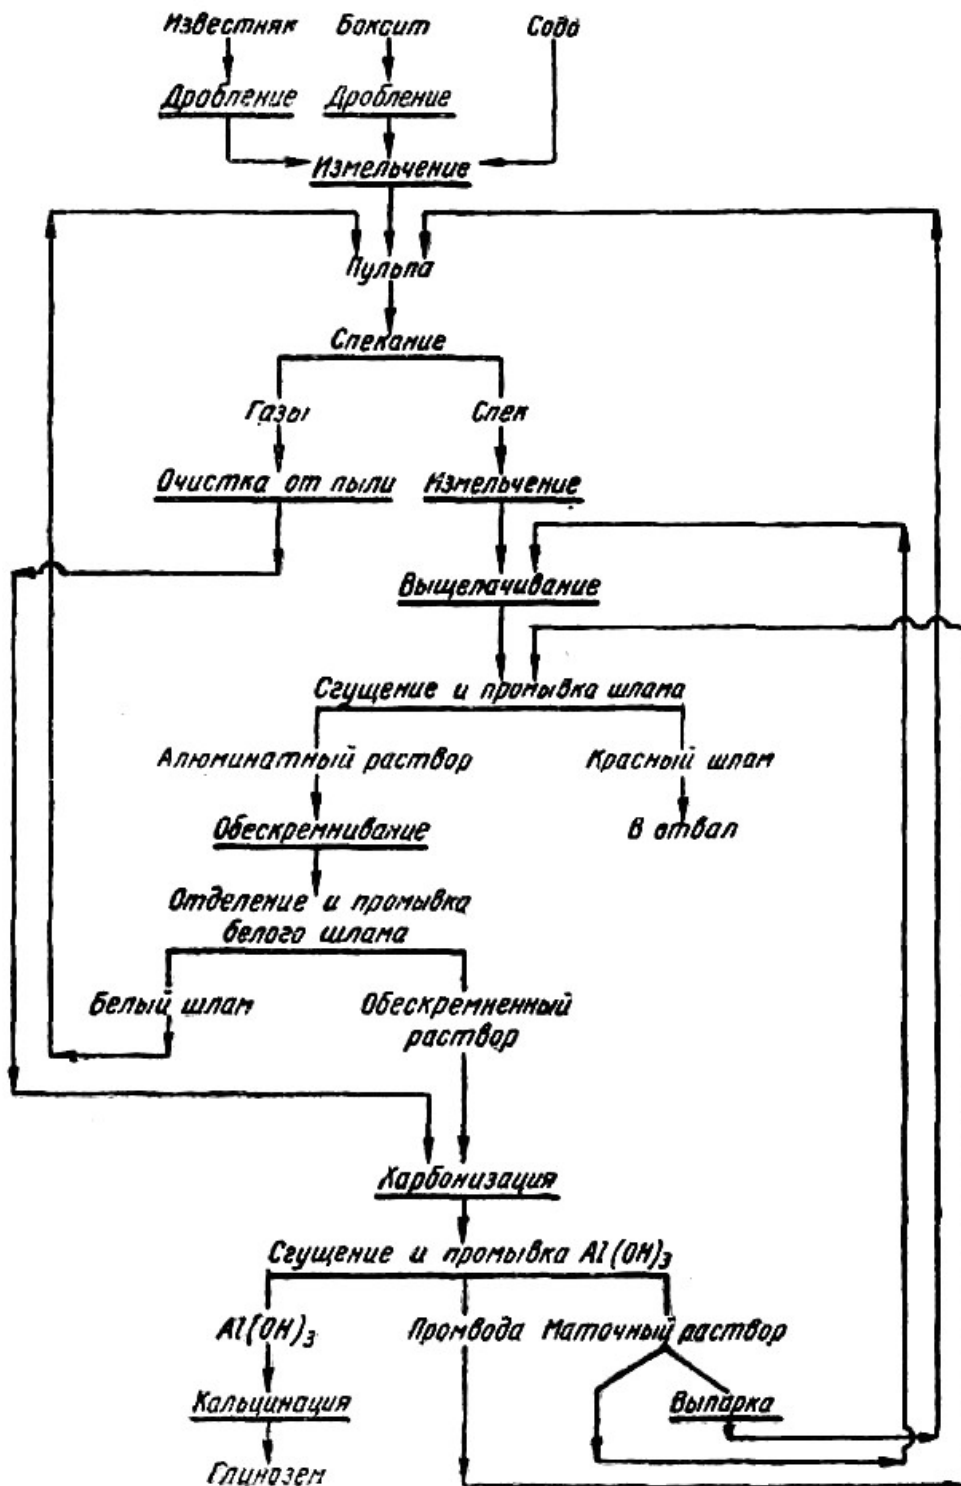 Известняк Боксит Сода
Дробление Дробление
Измельчение
Пульпа
Спекание
Газы Спек
Очистка от пыли Измельчение
Выщелачивание
Сгущение и промывка шлама
Алюминатный раствор Красный шлам
Обескремнивание В отвал
Отделение и промывка
белого шлама
Белый шлам Обескремненный
раствор
Карбонизация
Сгущение и промывка Al(OH)₃
Al(OH)₃ Промвода Маточный раствор
Кальцинация Выпарка
Глинозем